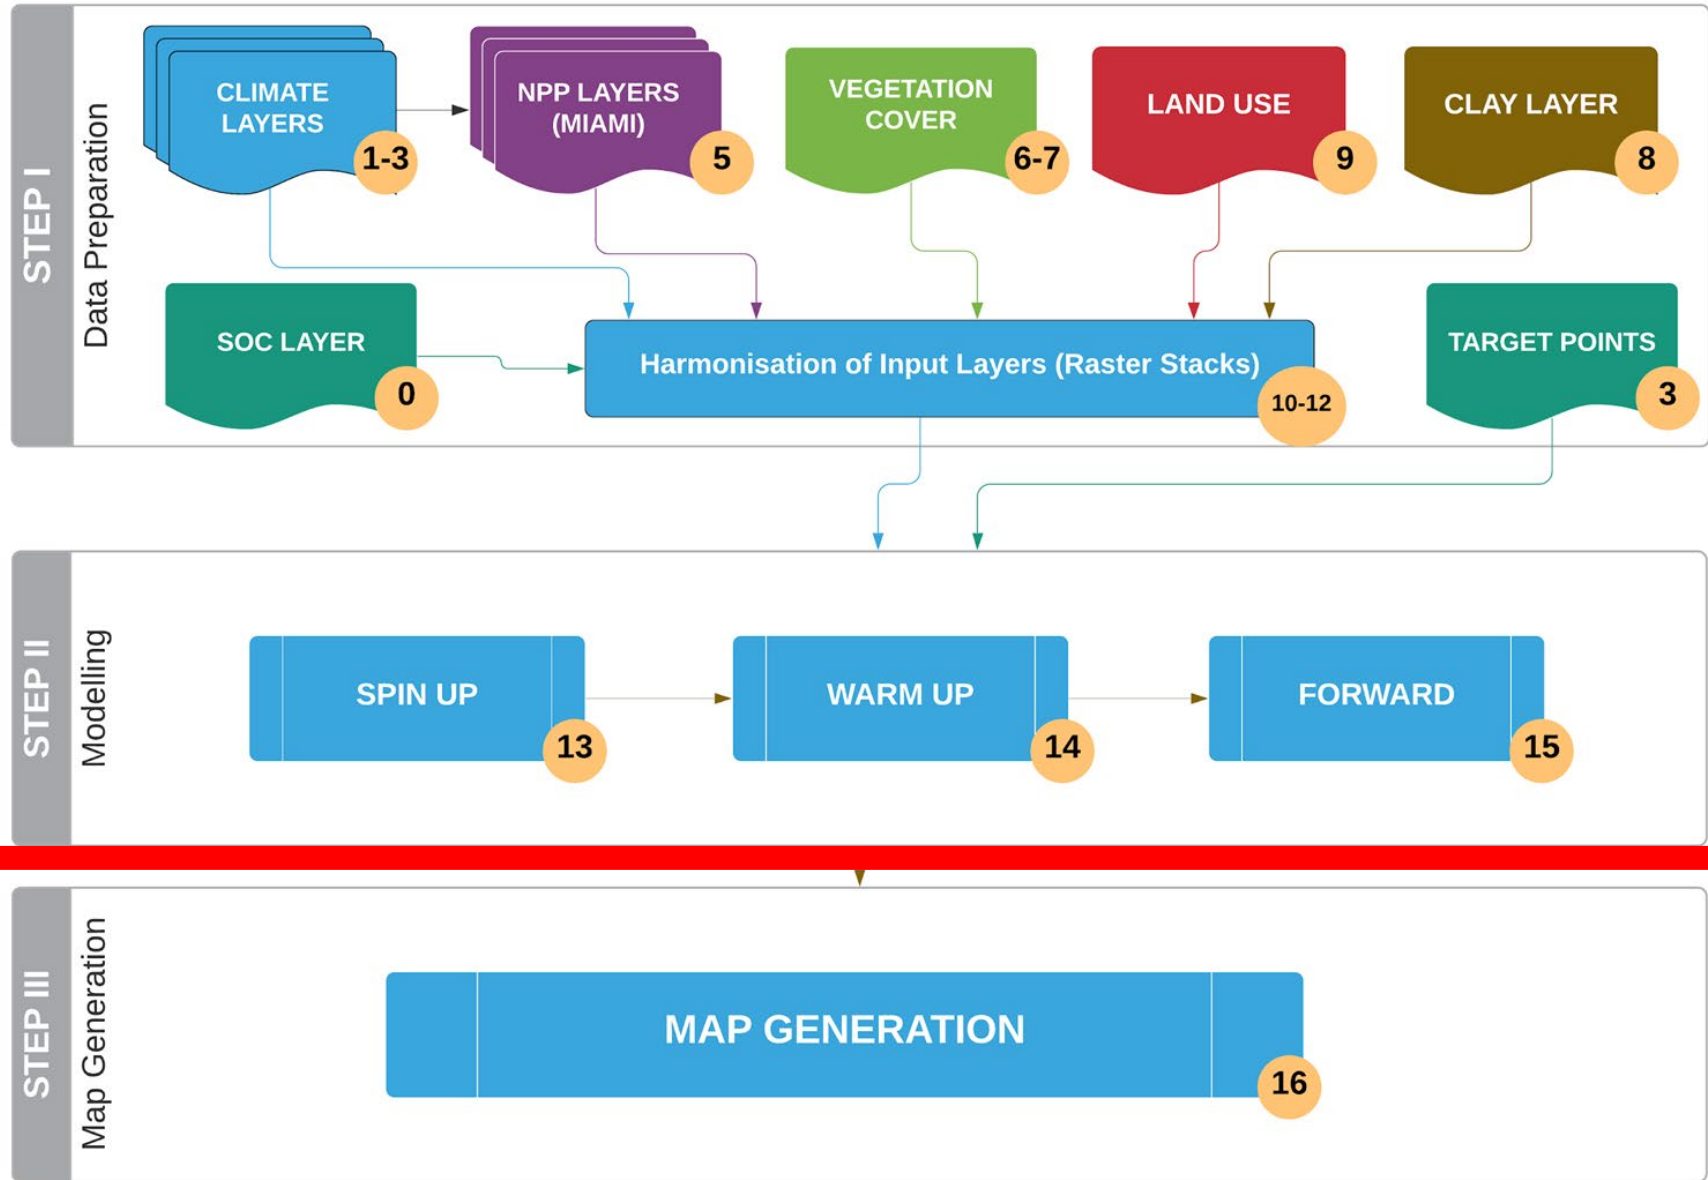 STEP I
Data Preparation
CLIMATE
LAYERS
1-3
NPP LAYERS
(MIAMI)
5
VEGETATION
COVER
6-7
LAND USE
9
CLAY LAYER
8
SOC LAYER
0
Harmonisation of Input Layers (Raster Stacks)
10-12
TARGET POINTS
3
STEP II
Modelling
SPIN UP
13
WARM UP
14
FORWARD
15
STEP III
Map Generation
MAP GENERATION
16